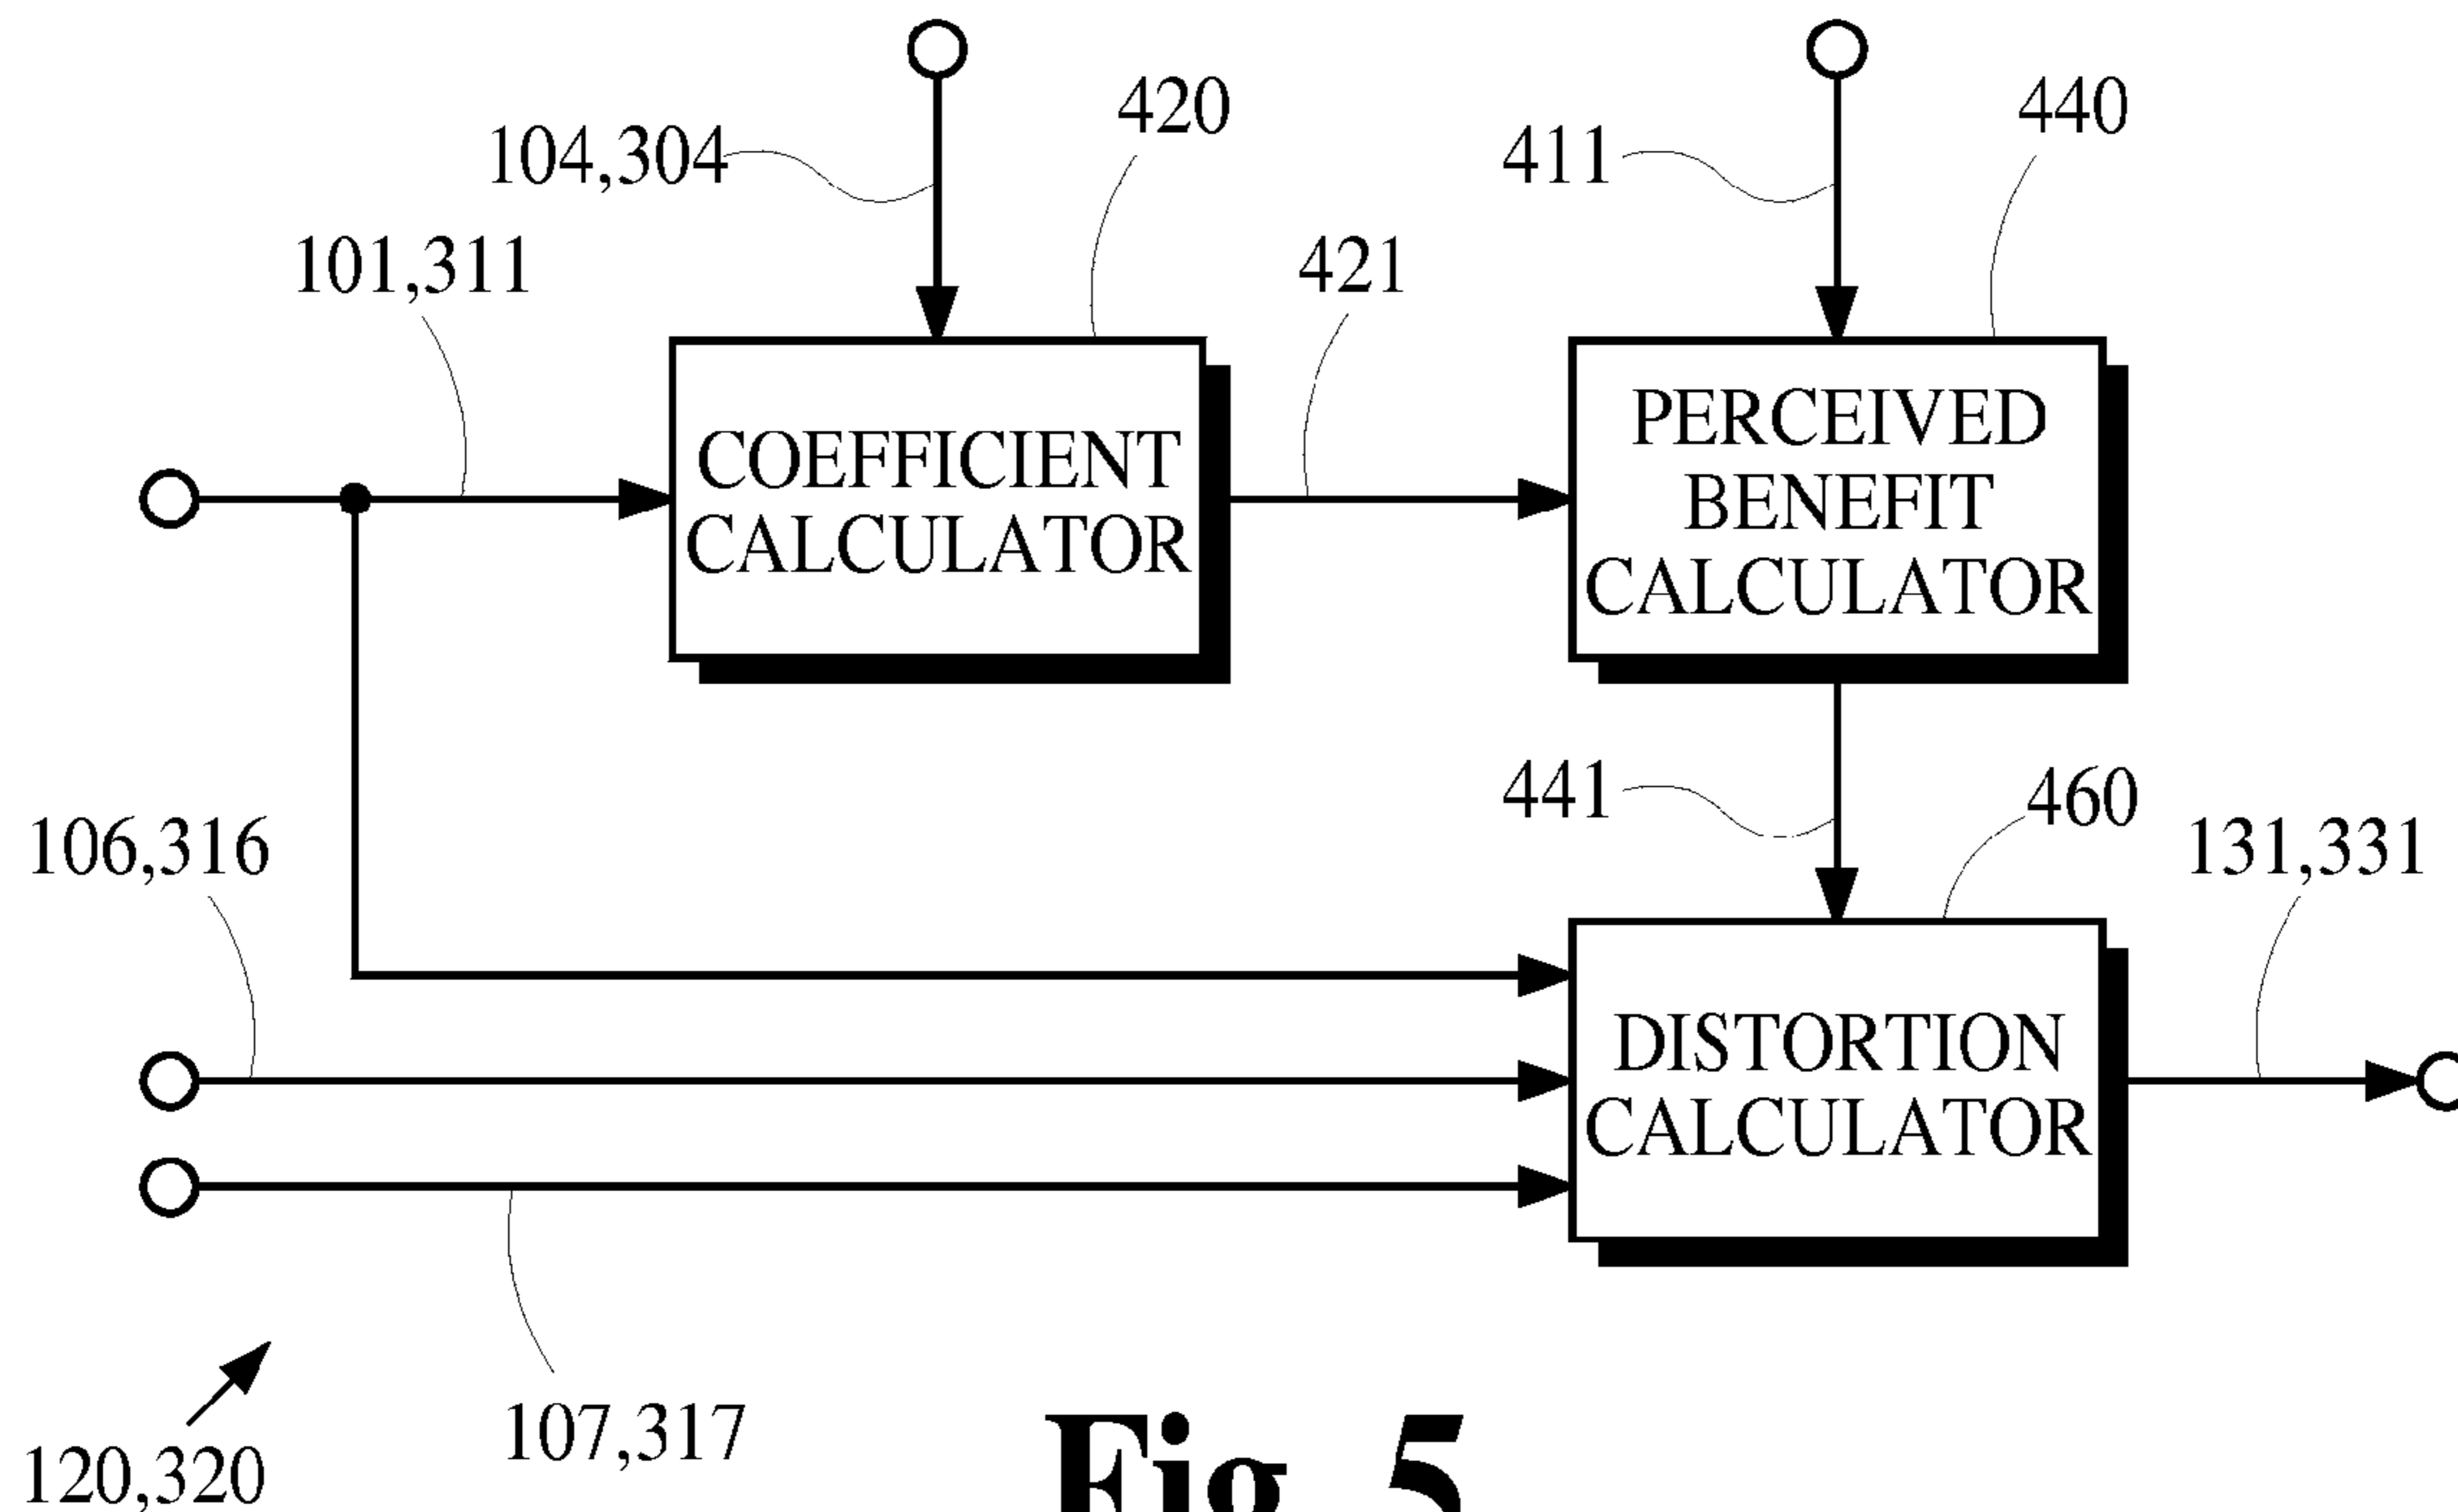 420
440
104,304
411
101,311
421
COEFFICIENT
CALCULATOR
PERCEIVED
BENEFIT
CALCULATOR
441
460
106,316
131,331
DISTORTION
CALCULATOR
107,317
120,320
Fig. 5